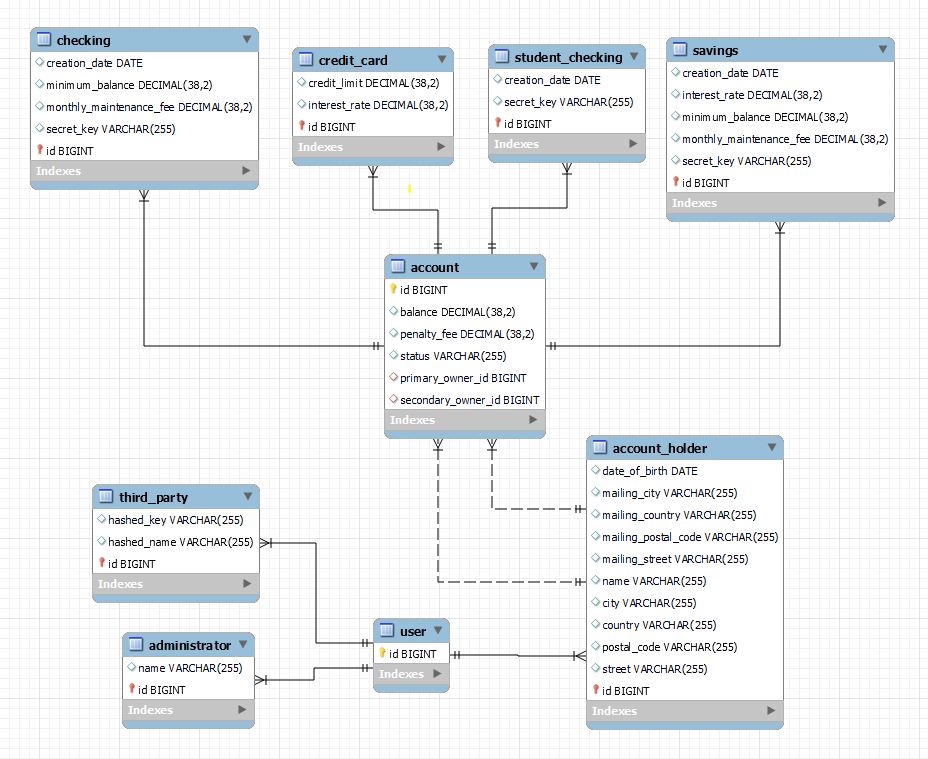 checking
creation_date DATE
minimum_balance DECIMAL(38,2)
monthly_maintenance_fee DECIMAL(38,2)
secret_key VARCHAR(255)
id BIGINT
Indexes
credit_card
credit_limit DECIMAL(38,2)
interest_rate DECIMAL(38,2)
id BIGINT
Indexes
student_checking
creation_date DATE
secret_key VARCHAR(255)
id BIGINT
Indexes
savings
creation_date DATE
interest_rate DECIMAL(38,2)
minimum_balance DECIMAL(38,2)
monthly_maintenance_fee DECIMAL(38,2)
secret_key VARCHAR(255)
id BIGINT
Indexes
account
id BIGINT
balance DECIMAL(38,2)
penalty_fee DECIMAL(38,2)
status VARCHAR(255)
primary_owner_id BIGINT
secondary_owner_id BIGINT
Indexes
account_holder
date_of_birth DATE
mailing_city VARCHAR(255)
mailing_country VARCHAR(255)
mailing_postal_code VARCHAR(255)
mailing_street VARCHAR(255)
name VARCHAR(255)
city VARCHAR(255)
country VARCHAR(255)
postal_code VARCHAR(255)
street VARCHAR(255)
id BIGINT
Indexes
third_party
hashed_key VARCHAR(255)
hashed_name VARCHAR(255)
id BIGINT
Indexes
user
id BIGINT
Indexes
administrator
name VARCHAR(255)
id BIGINT
Indexes